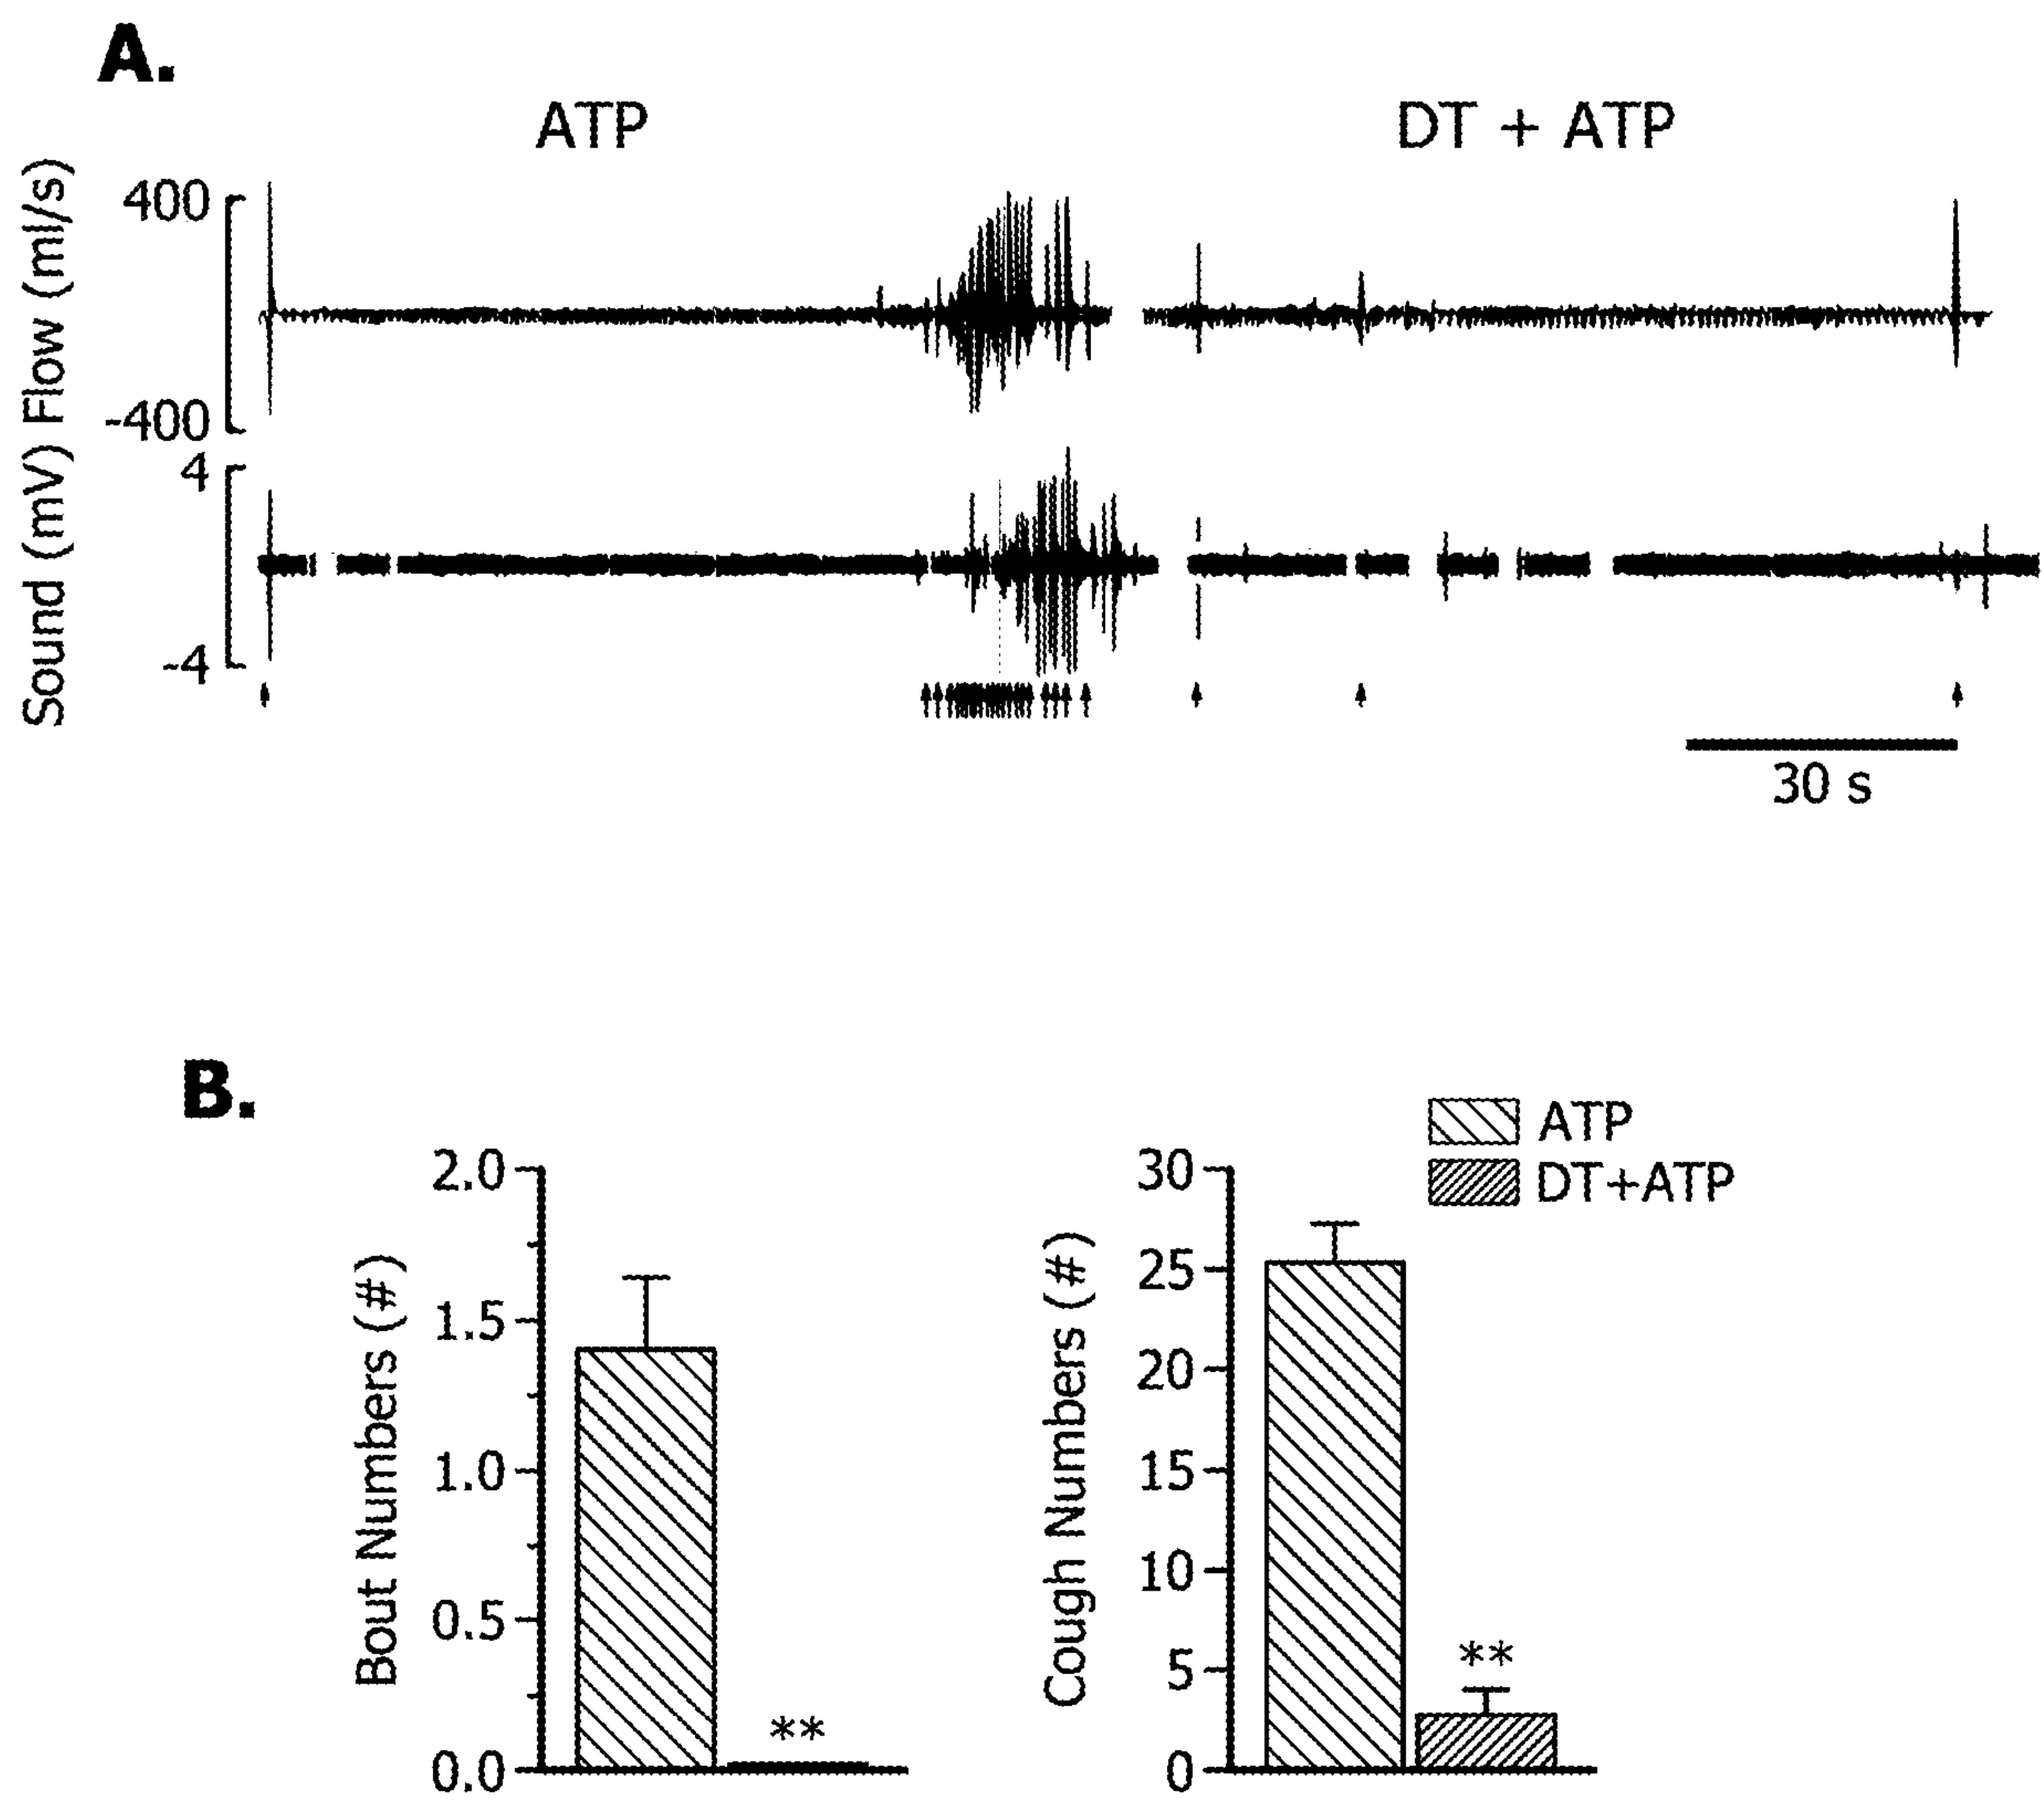 A.
ATP
DT + ATP
Flow (ml/s)
400
-400
Sound (mV)
4
-4
30 s
B.
ATP
DT+ATP
Bout Numbers (#)
2.0
1.5
1.0
0.5
0.0
**
Cough Numbers (#)
30
25
20
15
10
5
0
**